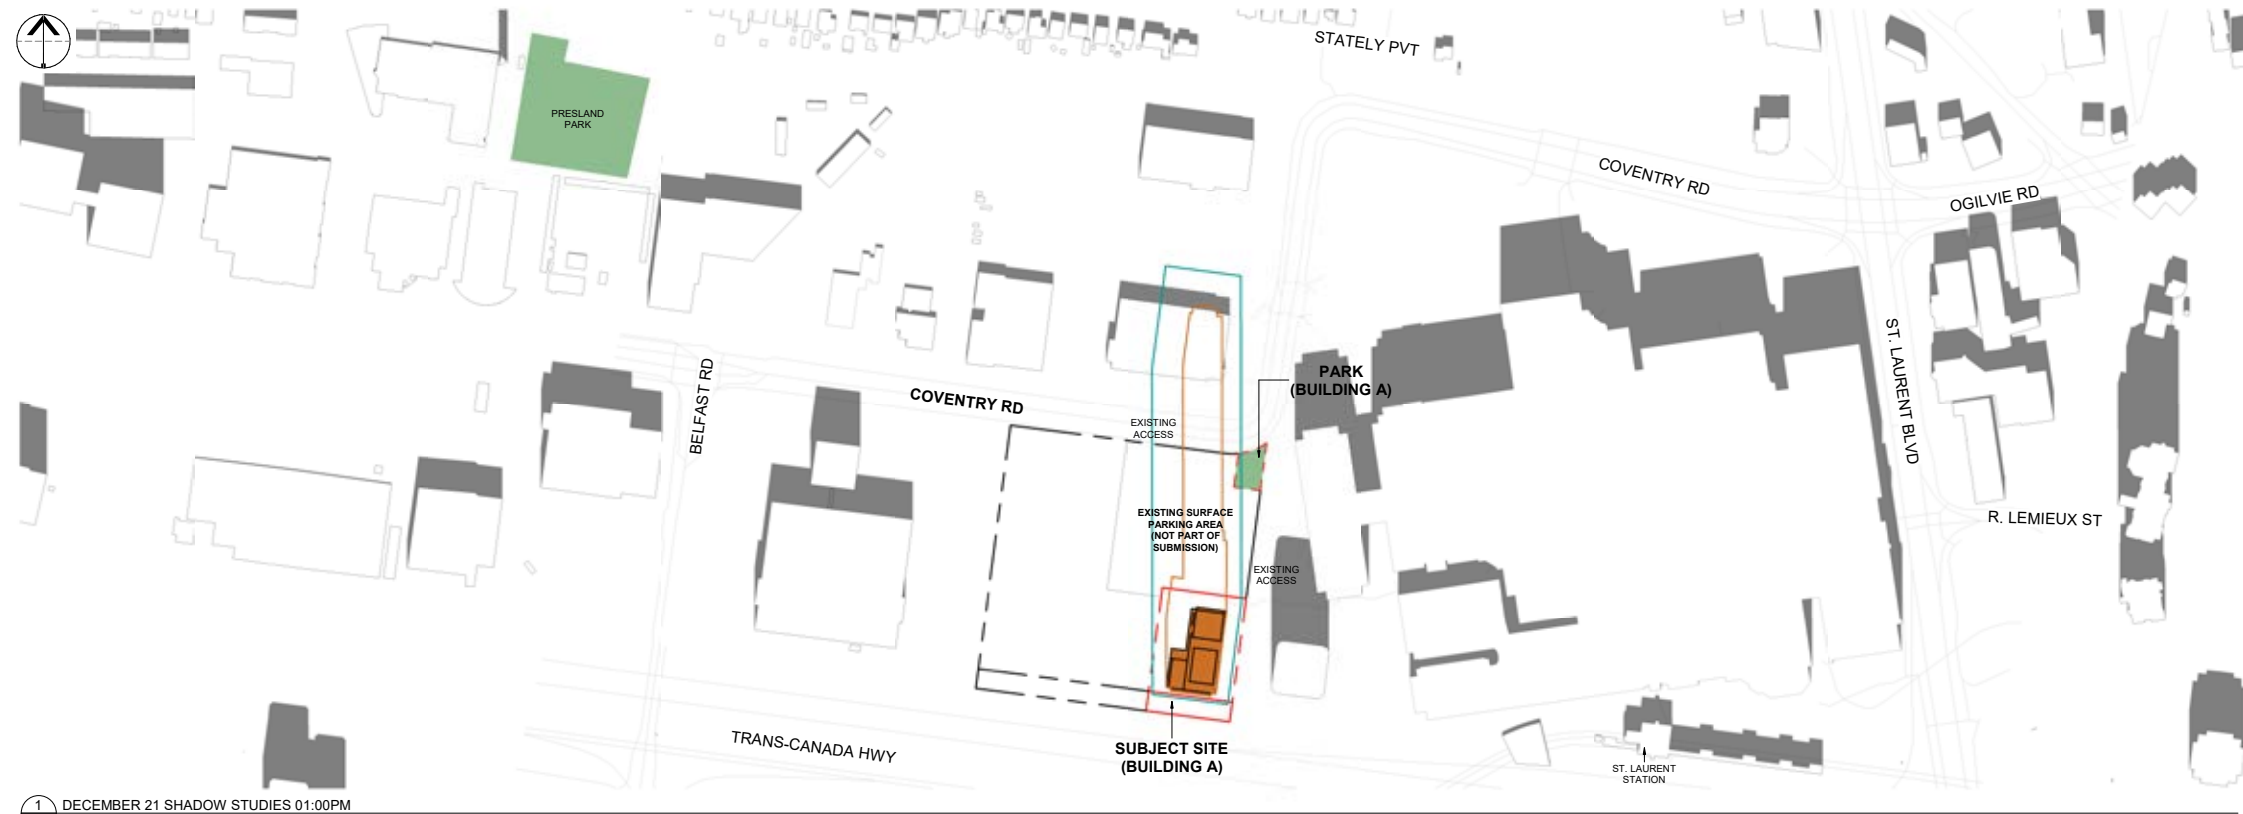 STATELY PVT
PRESLAND
PARK
COVENTRY RD
OGILVIE RD
ST. LAURENT BLVD
BELFAST RD
PARK
(BUILDING A)
COVENTRY RD
EXISTING
ACCESS
EXISTING SURFACE
PARKING AREA
(NOT PART OF
SUBMISSION)
R. LEMIEUX ST
EXISTING
ACCESS
TRANS-CANADA HWY
SUBJECT SITE
(BUILDING A)
ST. LAURENT
STATION
1 DECEMBER 21 SHADOW STUDIES 01:00PM